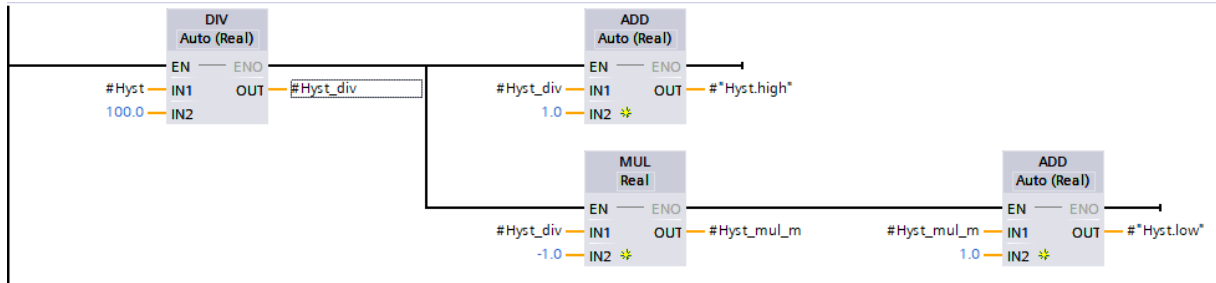 DIV
Auto (Real)
EN ENO
#Hyst IN1 OUT #Hyst_div
100.0 IN2
ADD
Auto (Real)
EN ENO
#Hyst_div IN1 OUT #"Hyst.high"
1.0 IN2
MUL
Real
EN ENO
#Hyst_div IN1 OUT #Hyst_mul_m
-1.0 IN2
ADD
Auto (Real)
EN ENO
#Hyst_mul_m IN1 OUT #"Hyst.low"
1.0 IN2